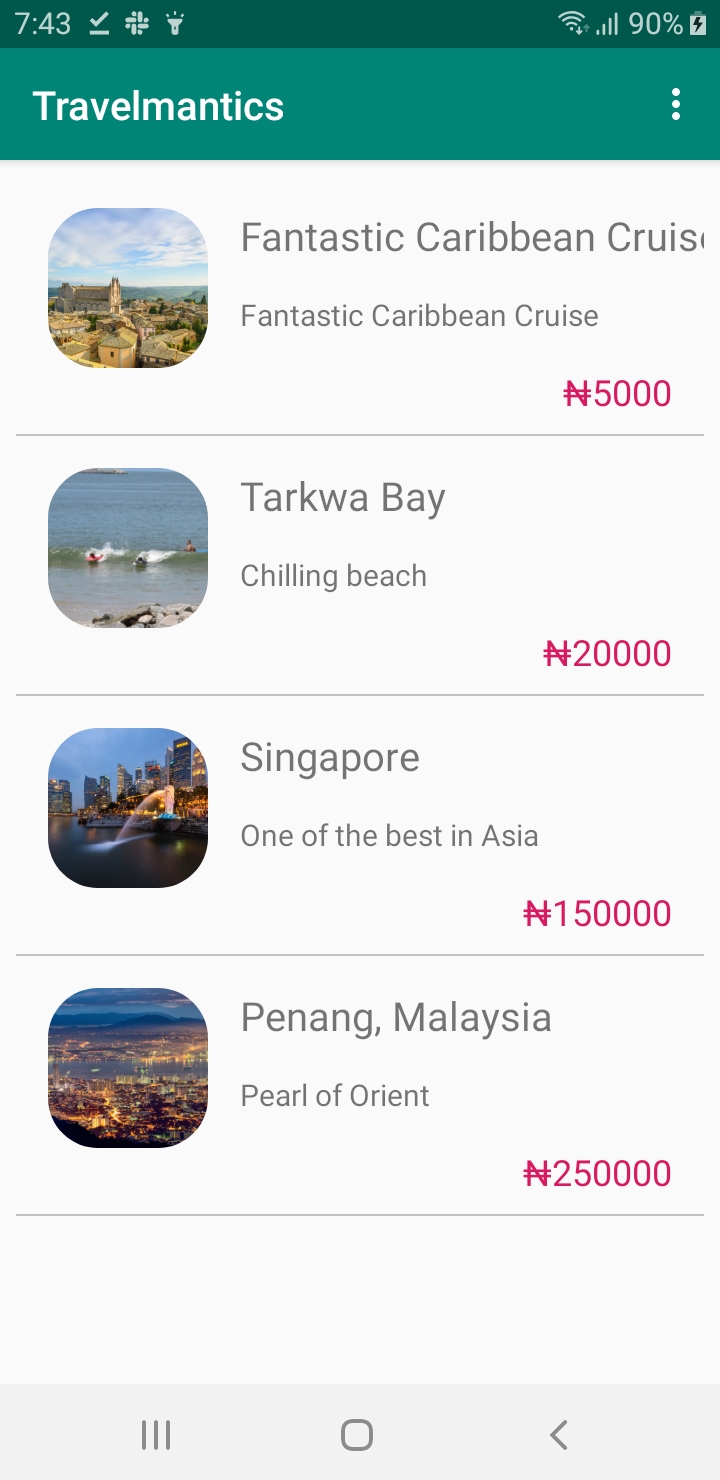 7:43 90%
Travelmantics
Fantastic Caribbean Cruise
Fantastic Caribbean Cruise
₦5000
Tarkwa Bay
Chilling beach
₦20000
Singapore
One of the best in Asia
₦150000
Penang, Malaysia
Pearl of Orient
₦250000